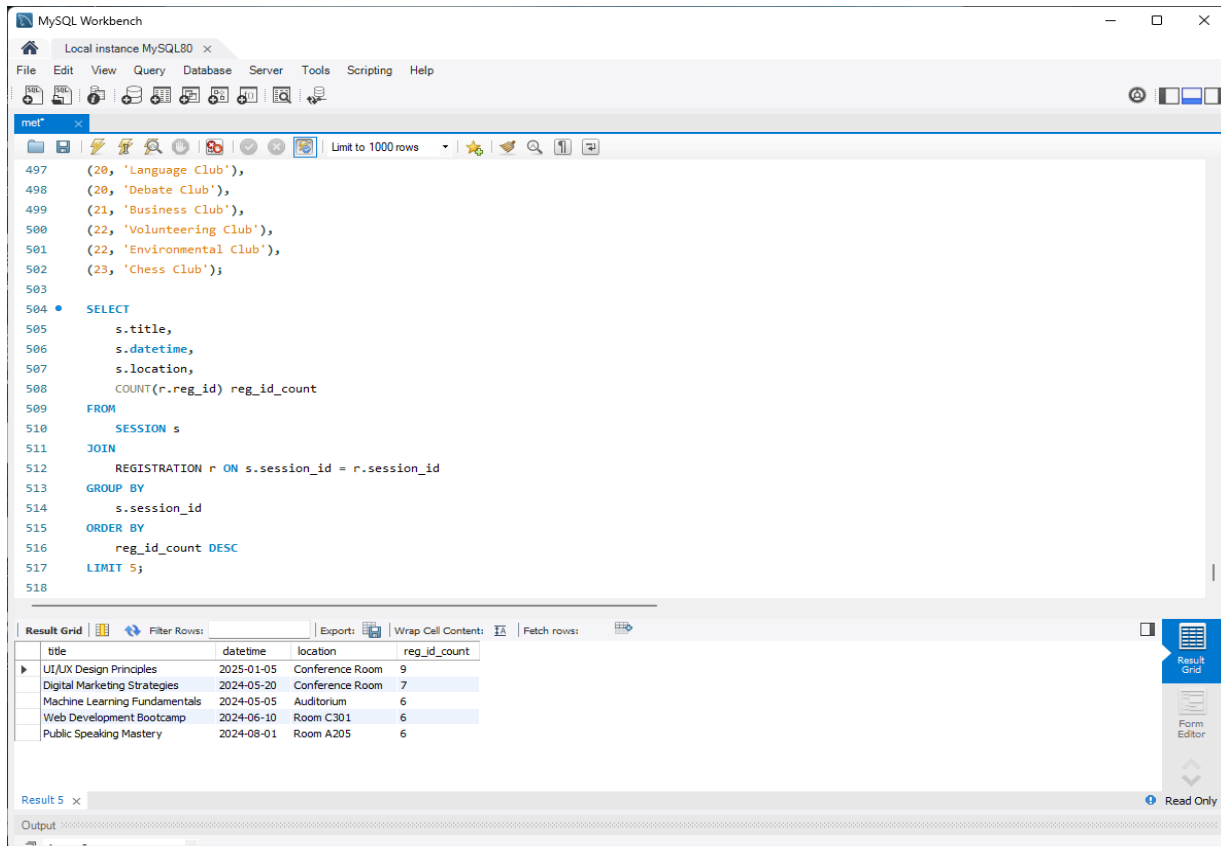 MySQL Workbench
Local instance MySQL80
File Edit View Query Database Server Tools Scripting Help
met*
Limit to 1000 rows
497 (20, 'Language Club'),
498 (20, 'Debate Club'),
499 (21, 'Business Club'),
500 (22, 'Volunteering Club'),
501 (22, 'Environmental Club'),
502 (23, 'Chess Club');
503
504 SELECT
505 s.title,
506 s.datetime,
507 s.location,
508 COUNT(r.reg_id) reg_id_count
509 FROM
510 SESSION s
511 JOIN
512 REGISTRATION r ON s.session_id = r.session_id
513 GROUP BY
514 s.session_id
515 ORDER BY
516 reg_id_count DESC
517 LIMIT 5;
518
Result Grid Filter Rows: Export: Wrap Cell Content: Fetch rows:
title datetime location reg_id_count
UI/UX Design Principles 2025-01-05 Conference Room 9
Digital Marketing Strategies 2024-05-20 Conference Room 7
Machine Learning Fundamentals 2024-05-05 Auditorium 6
Web Development Bootcamp 2024-06-10 Room C301 6
Public Speaking Mastery 2024-08-01 Room A205 6
Result
Grid
Form
Editor
Result 5
Read Only
Output